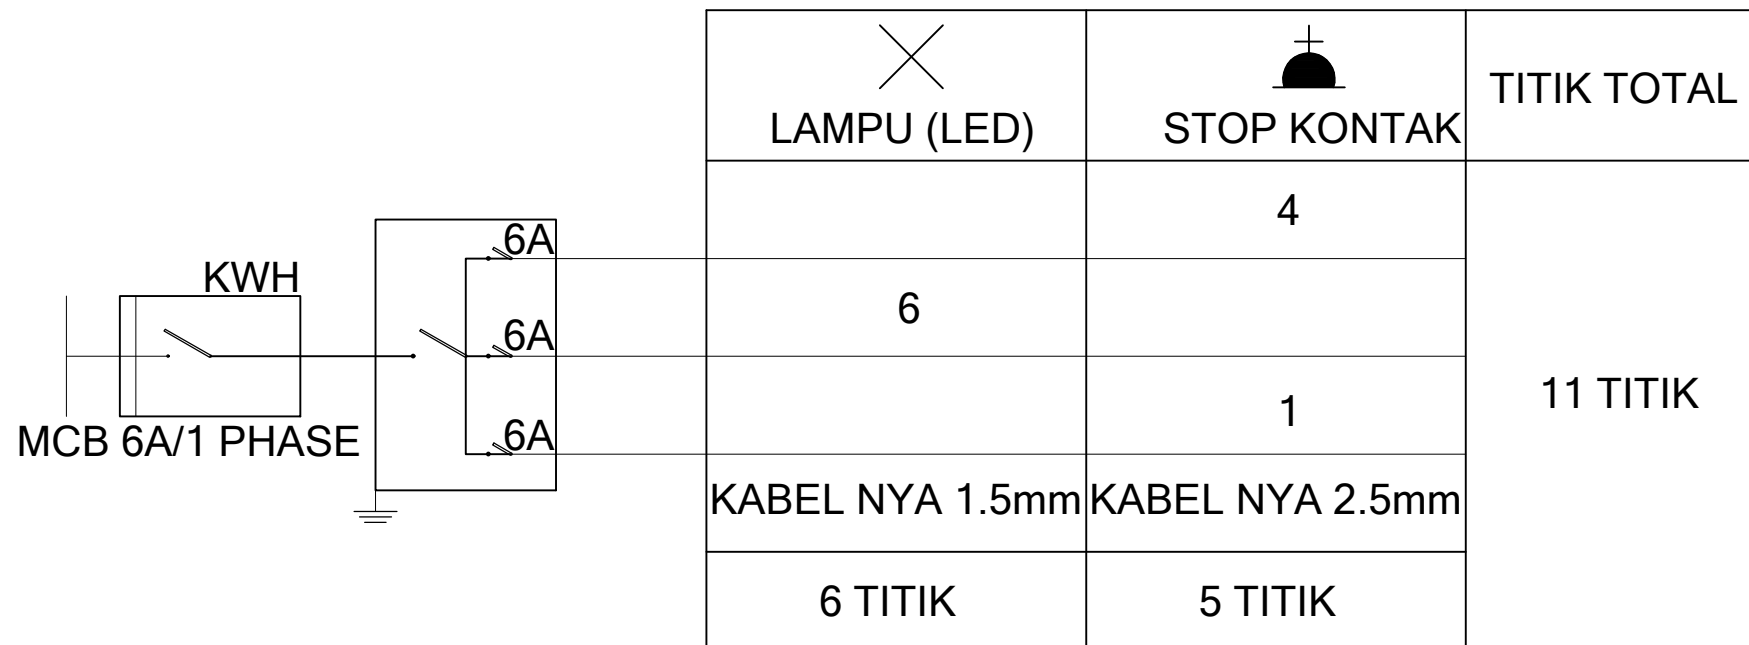 LAMPU (LED)
STOP KONTAK
TITIK TOTAL
4
6A
KWH
6
6A
11 TITIK
1
MCB 6A/1 PHASE
6A
KABEL NYA 1.5mm
KABEL NYA 2.5mm
6 TITIK
5 TITIK